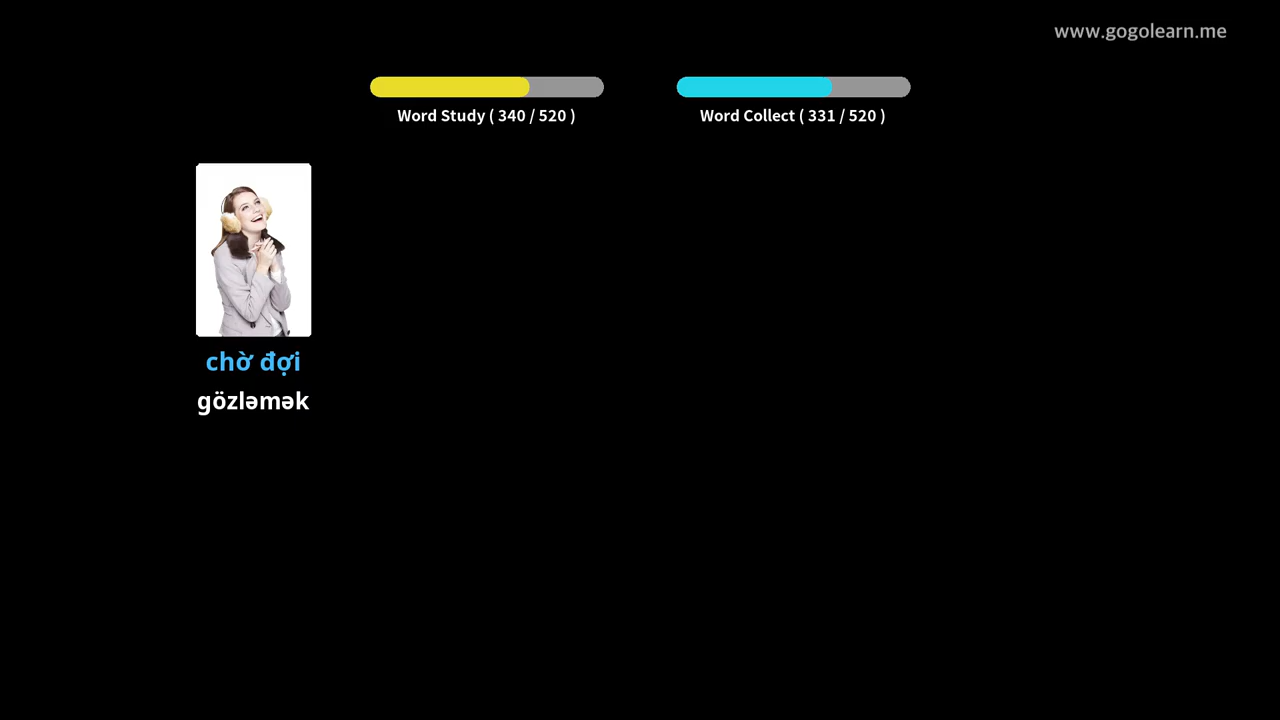 www.gogolearn.me
Word Study ( 340 / 520 )
Word Collect ( 331 / 520 )
chờ đợi
gözləmək